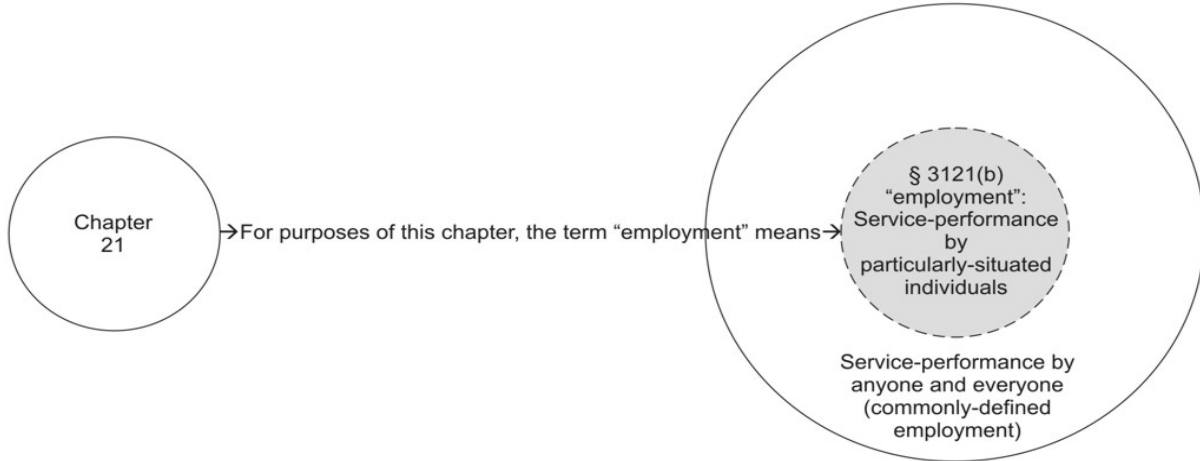 Chapter
21
→For purposes of this chapter, the term “employment” means→
§ 3121(b)
“employment”:
Service-performance
by
particularly-situated
individuals
Service-performance by
anyone and everyone
(commonly-defined
employment)